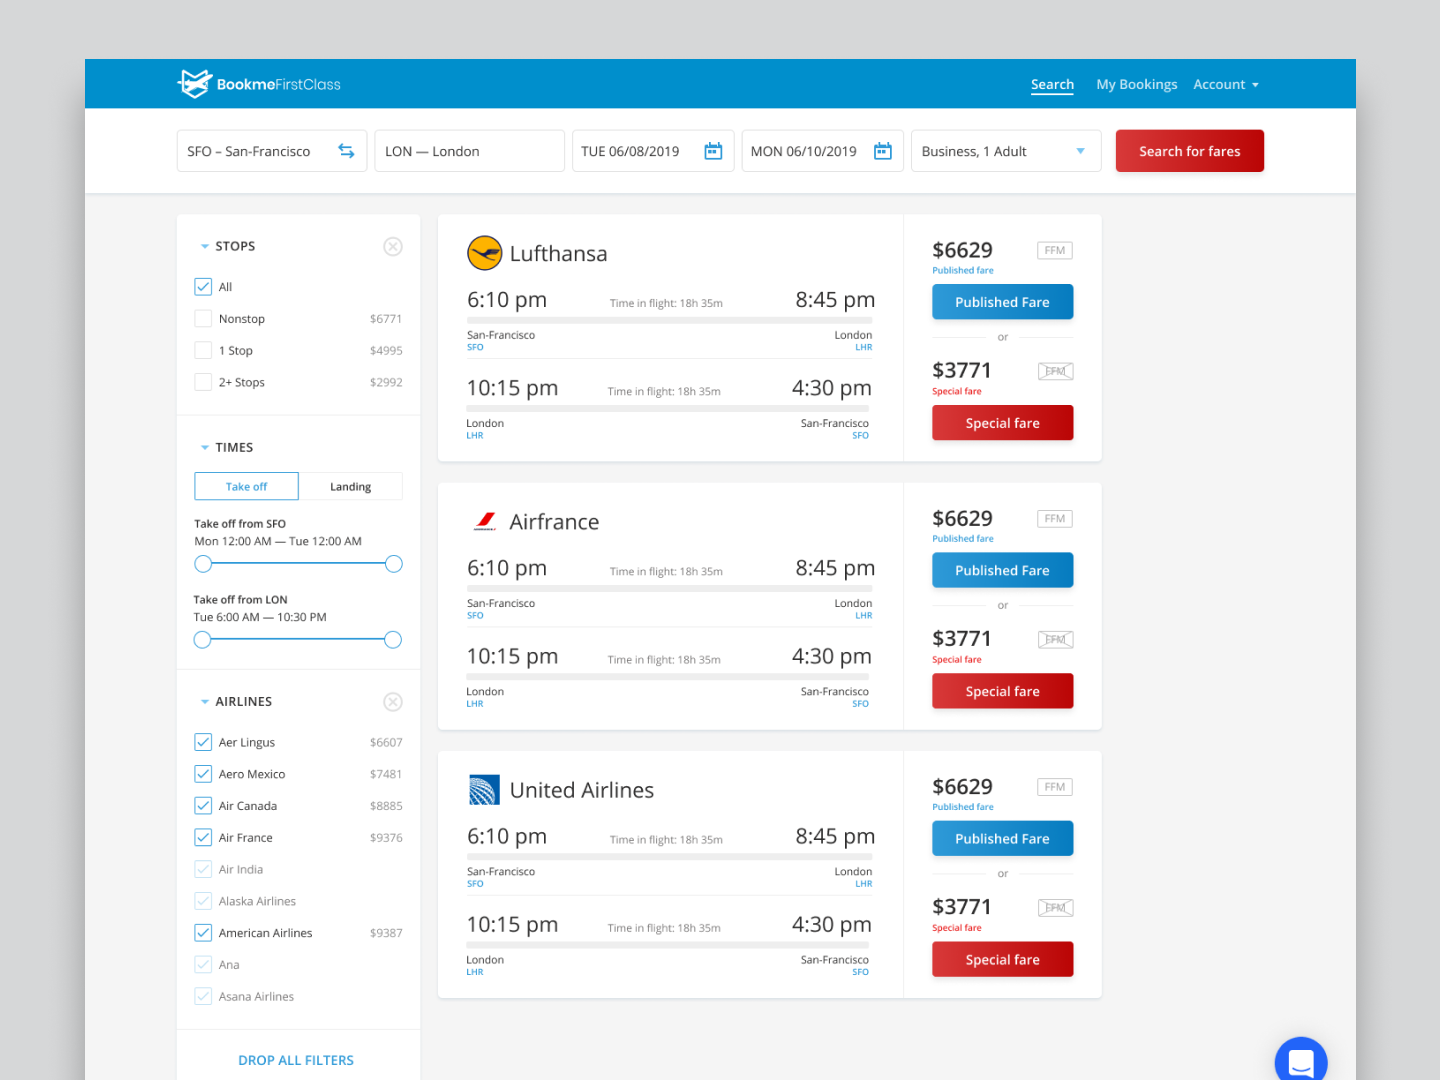 BookmeFirstClass
Search
My Bookings
Account
SFO – San-Francisco
LON — London
TUE 06/08/2019
MON 06/10/2019
Business, 1 Adult
Search for fares
STOPS
All
Nonstop $6771
1 Stop $4995
2+ Stops $2992
TIMES
Take off
Landing
Take off from SFO
Mon 12:00 AM — Tue 12:00 AM
Take off from LON
Tue 6:00 AM — 10:30 PM
AIRLINES
Aer Lingus $6607
Aero Mexico $7481
Air Canada $8885
Air France $9376
Air India
Alaska Airlines
American Airlines $9387
Ana
Asana Airlines
DROP ALL FILTERS
Lufthansa
6:10 pm Time in flight: 18h 35m 8:45 pm
San-Francisco London
SFO LHR
10:15 pm Time in flight: 18h 35m 4:30 pm
London San-Francisco
LHR SFO
$6629 FFM
Published fare
Published Fare
or
$3771 FFM
Special fare
Special fare
Airfrance
6:10 pm Time in flight: 18h 35m 8:45 pm
San-Francisco London
SFO LHR
10:15 pm Time in flight: 18h 35m 4:30 pm
London San-Francisco
LHR SFO
$6629 FFM
Published fare
Published Fare
or
$3771 FFM
Special fare
Special fare
United Airlines
6:10 pm Time in flight: 18h 35m 8:45 pm
San-Francisco London
SFO LHR
10:15 pm Time in flight: 18h 35m 4:30 pm
London San-Francisco
LHR SFO
$6629 FFM
Published fare
Published Fare
or
$3771 FFM
Special fare
Special fare